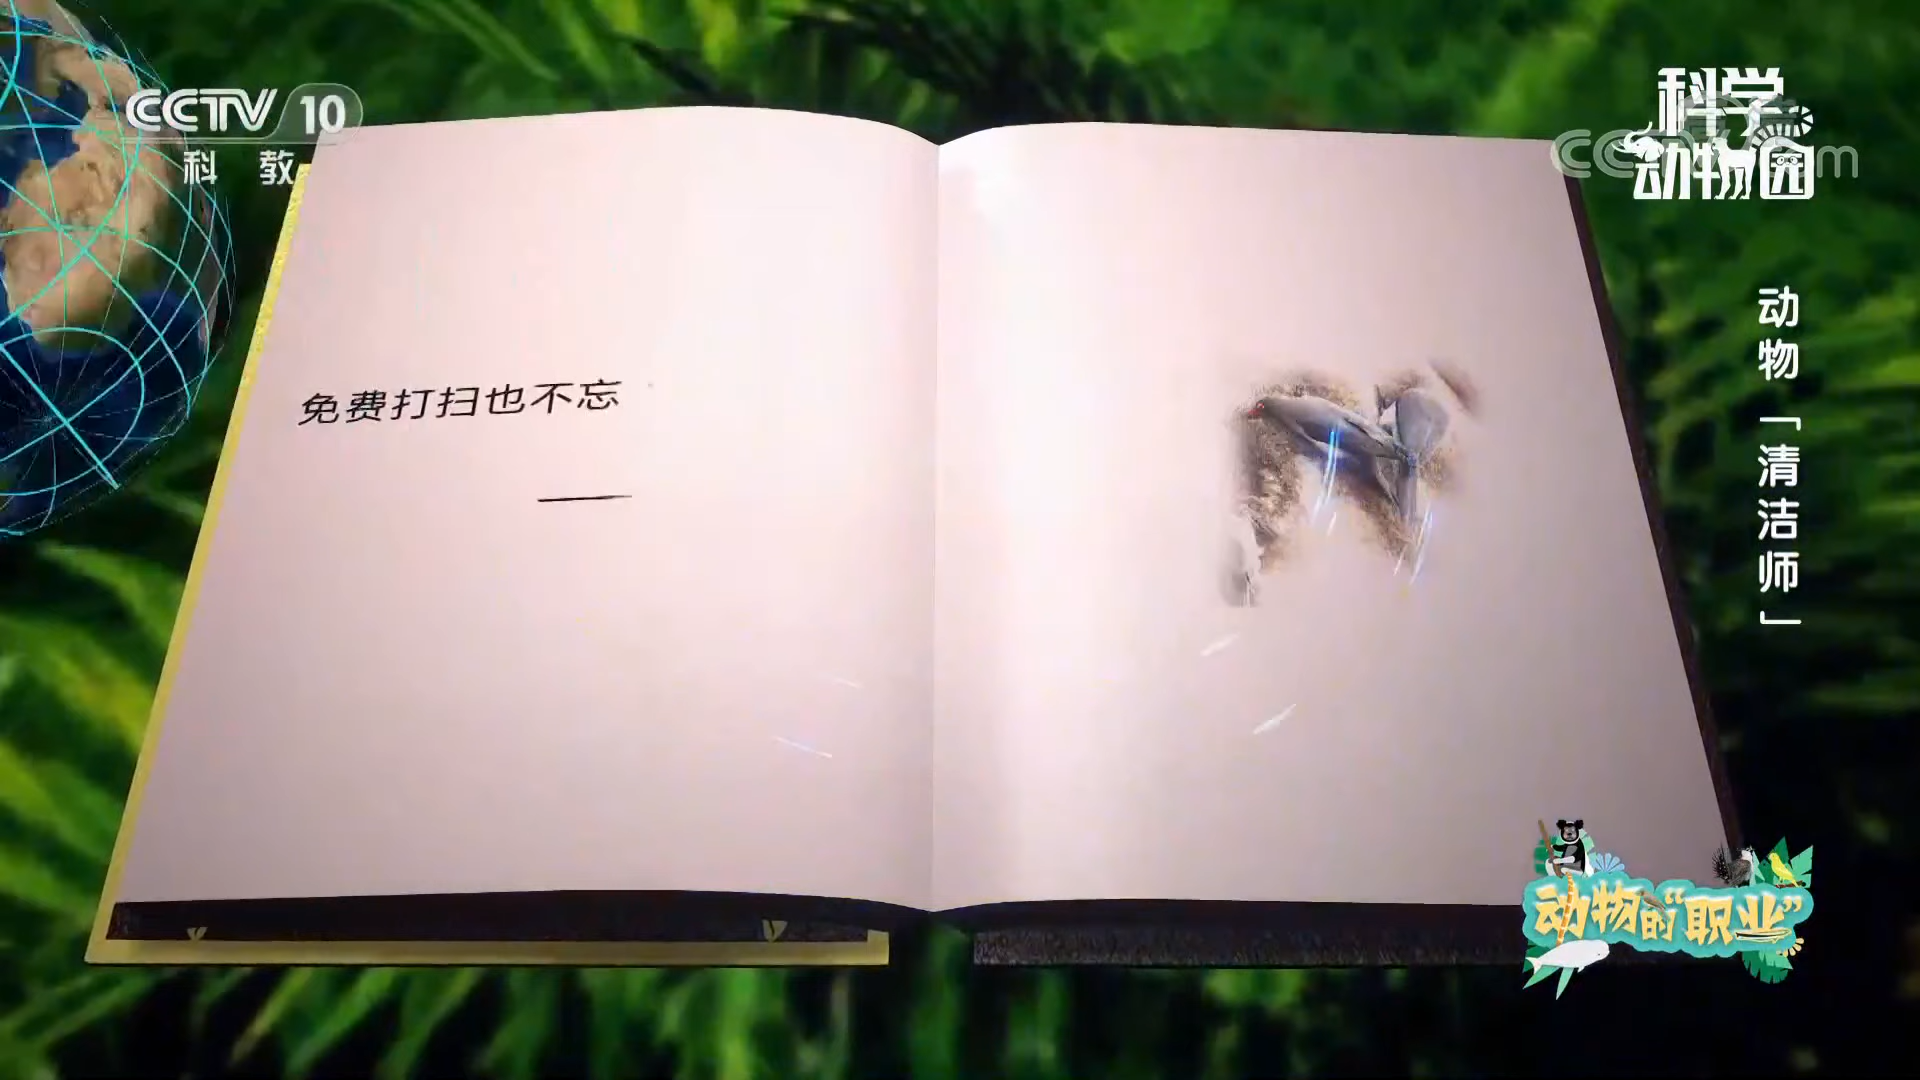 CCTV 10
科 教
科学
动物园
免费打扫也不忘
动物「清洁师」
动物的“职业”